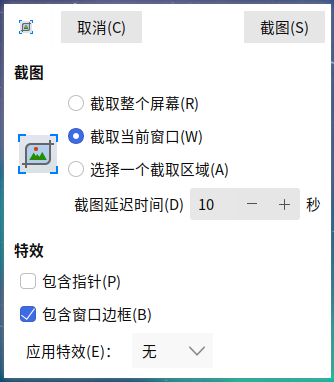 取消(C) 截图(S)
截图
截取整个屏幕(R)
截取当前窗口(W)
选择一个截取区域(A)
截图延迟时间(D) 10 − + 秒
特效
包含指针(P)
包含窗口边框(B)
应用特效(E)： 无